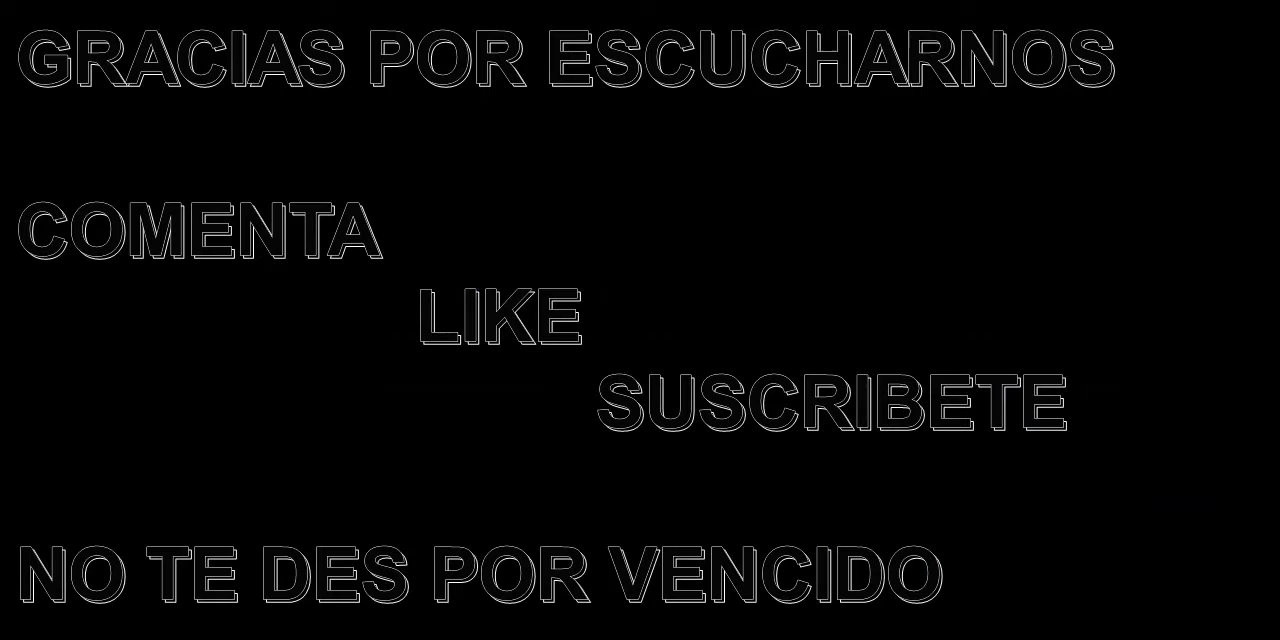 GRACIAS POR ESCUCHARNOS
COMENTA
LIKE
SUSCRIBETE
NO TE DES POR VENCIDO